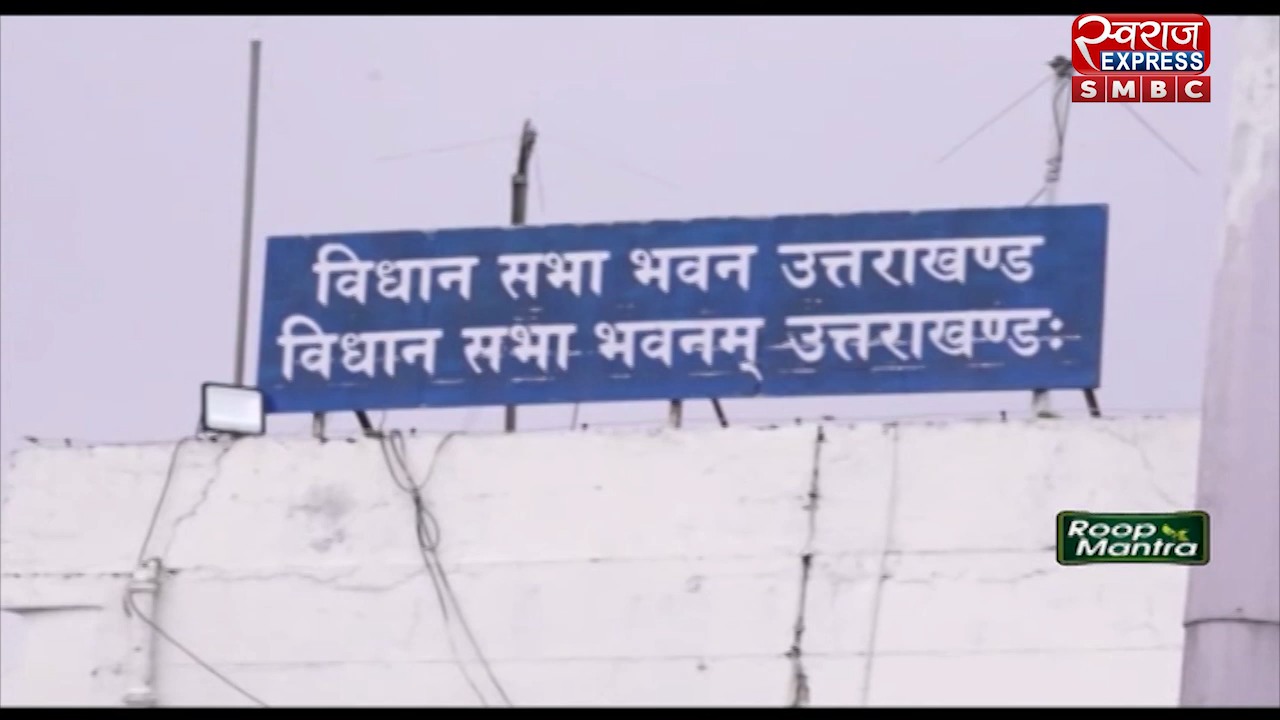 स्वराज
EXPRESS
SMBC
विधान सभा भवन उत्तराखण्ड
विधान सभा भवनम् उत्तराखण्डः
Roop
Mantra